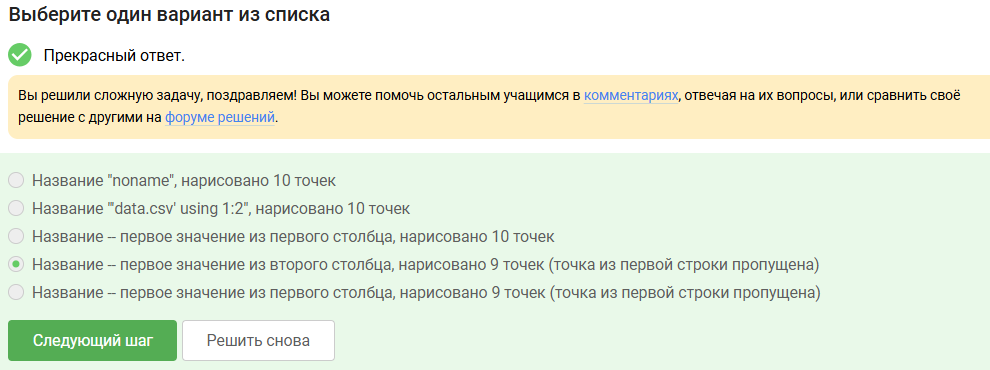 Выберите один вариант из списка
Прекрасный ответ.
Вы решили сложную задачу, поздравляем! Вы можете помочь остальным учащимся в комментариях, отвечая на их вопросы, или сравнить своё
решение с другими на форуме решений.
Название "noname", нарисовано 10 точек
Название "'data.csv' using 1:2", нарисовано 10 точек
Название -- первое значение из первого столбца, нарисовано 10 точек
Название -- первое значение из второго столбца, нарисовано 9 точек (точка из первой строки пропущена)
Название -- первое значение из первого столбца, нарисовано 9 точек (точка из первой строки пропущена)
Следующий шаг
Решить снова